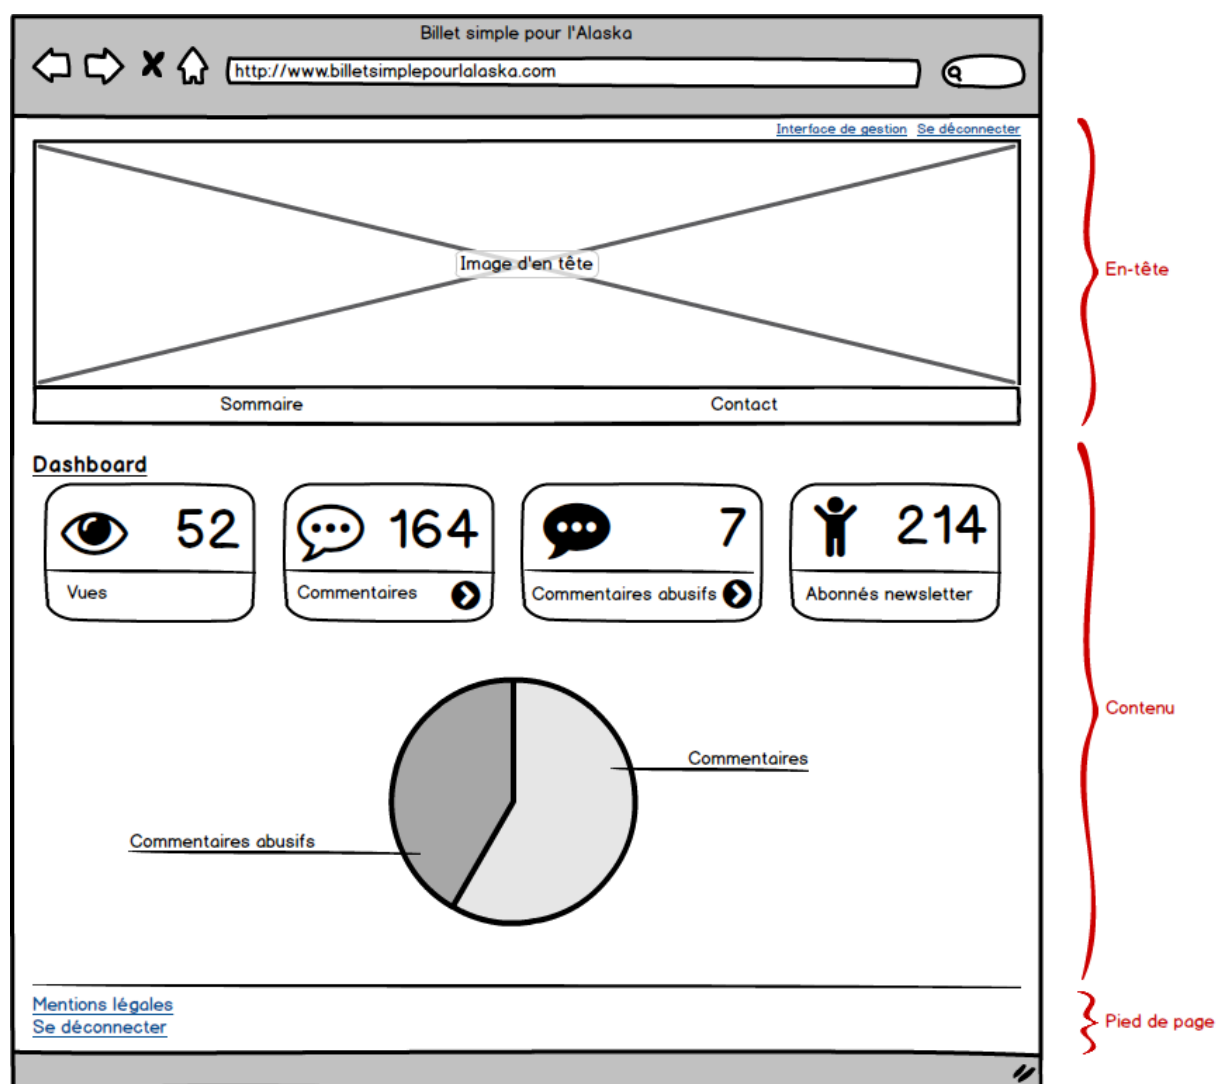 Billet simple pour l'Alaska
http://www.billetsimplepourlalaska.com
Interface de gestion Se déconnecter
Image d'en tête
En-tête
Sommaire Contact
Dashboard
52 164 7 214
Vues Commentaires Commentaires abusifs Abonnés newsletter
Contenu
Commentaires
Commentaires abusifs
Mentions légales
Se déconnecter
Pied de page